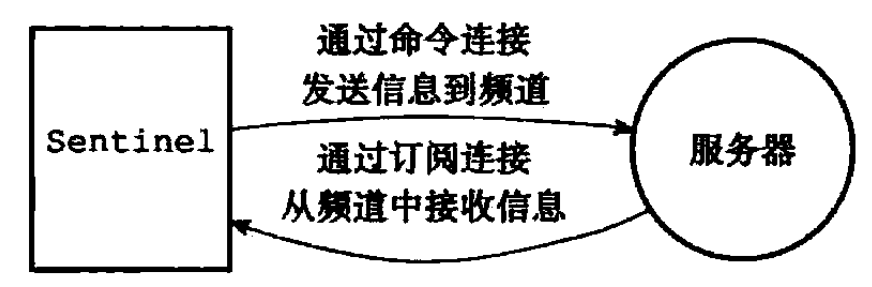 通过命令连接
发送信息到频道
Sentinel
服务器
通过订阅连接
从频道中接收信息